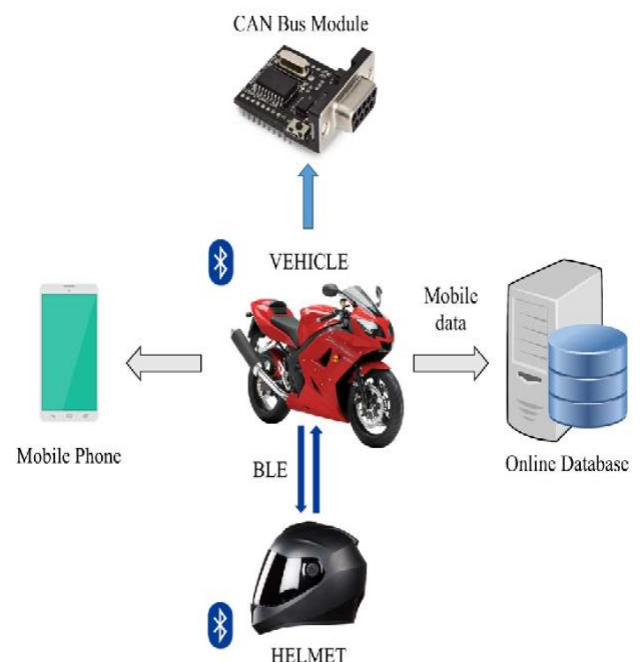 CAN Bus Module
VEHICLE
Mobile
data
Mobile Phone
BLE
Online Database
HELMET